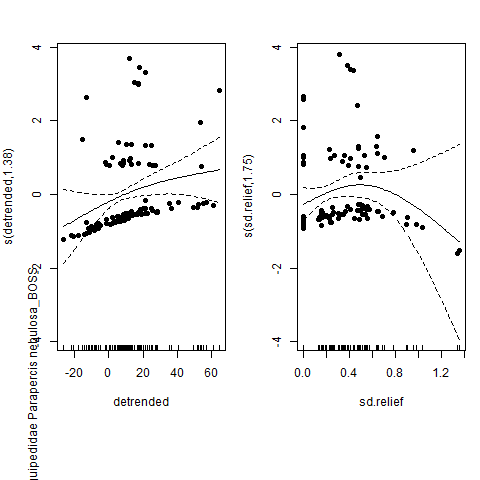 4
2
0
-2
-4
s(detrended,1.38)
-20 0 20 40 60
detrended
quipedidae Parapercis nebulosa_BOSS
4
2
0
-2
-4
s(sd.relief,1.75)
0.0 0.4 0.8 1.2
sd.relief